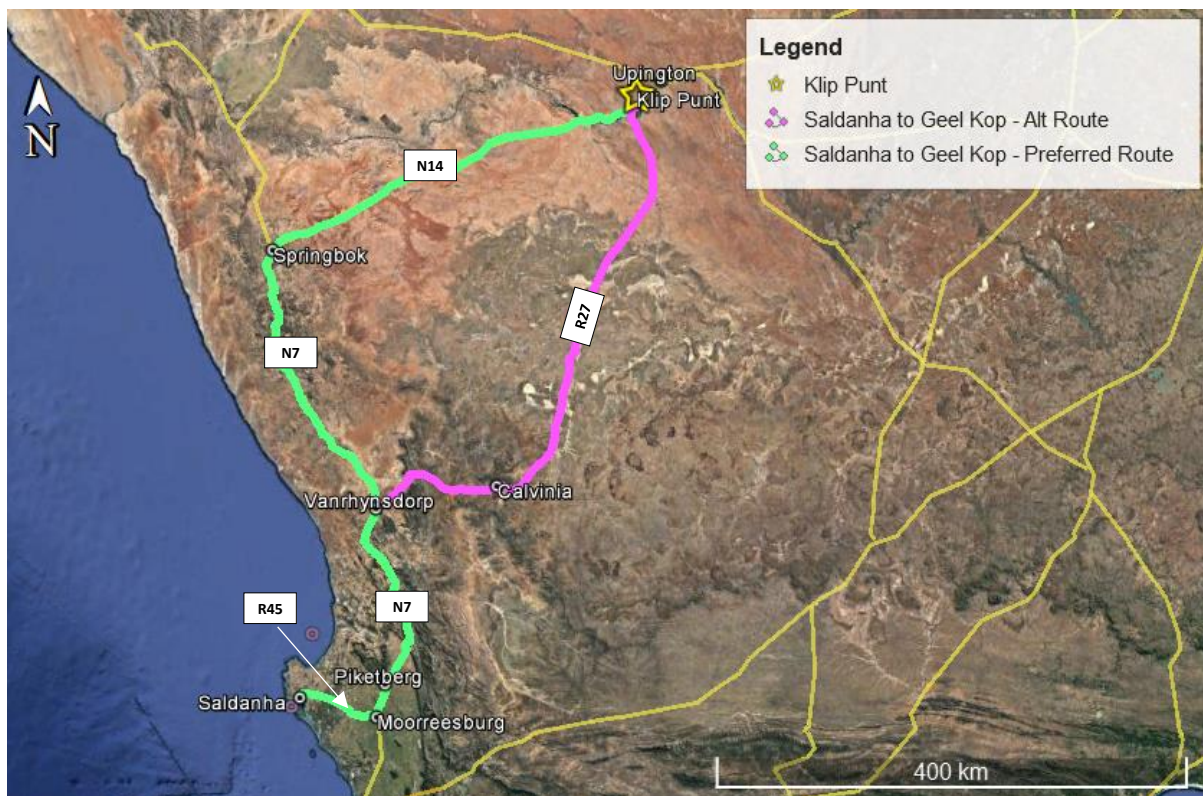 Legend
Klip Punt
Saldanha to Geel Kop - Alt Route
Saldanha to Geel Kop - Preferred Route
N
Upington
Klip Punt
N14
Springbok
R27
N7
Vanrhynsdorp
Calvinia
R45
N7
Piketberg
Saldanha
Moorreesburg
400 km